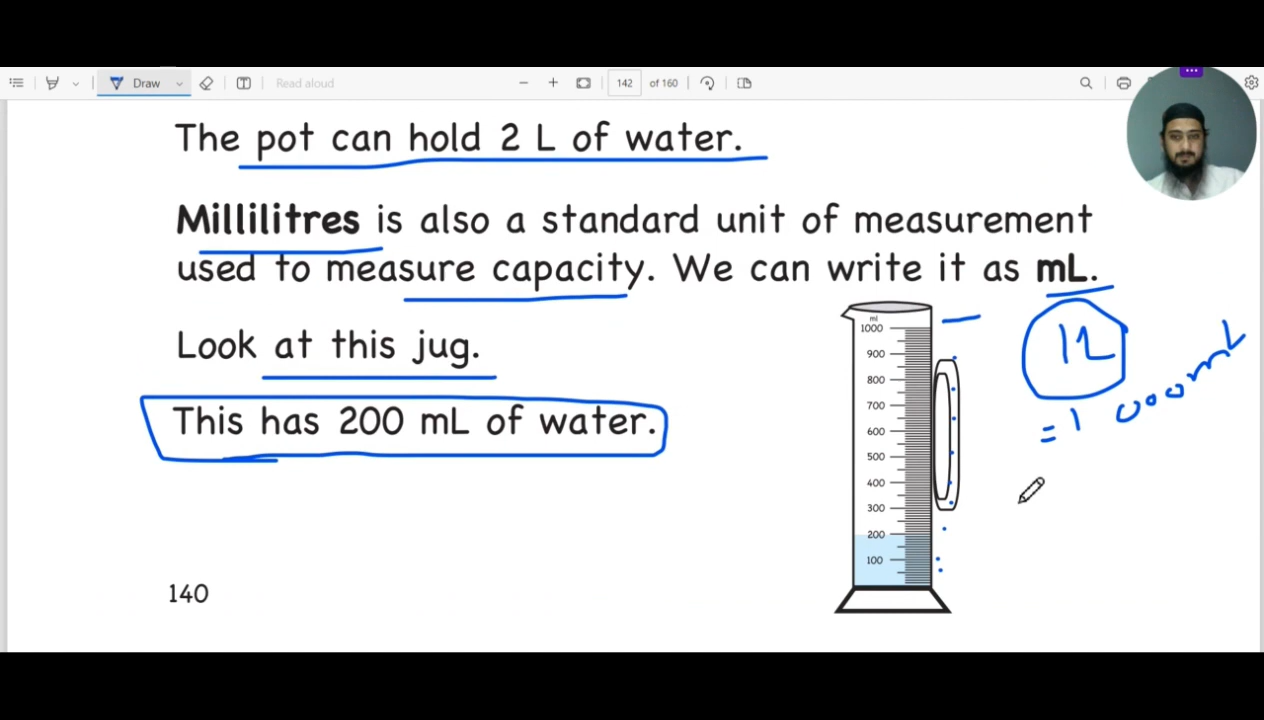 Draw
Read aloud
142 of 160
The pot can hold 2 L of water.
Millilitres is also a standard unit of measurement
used to measure capacity. We can write it as mL.
Look at this jug.
This has 200 mL of water.
ml
1000
900
800
700
600
500
400
300
200
100
1L
= 1 000mL
140